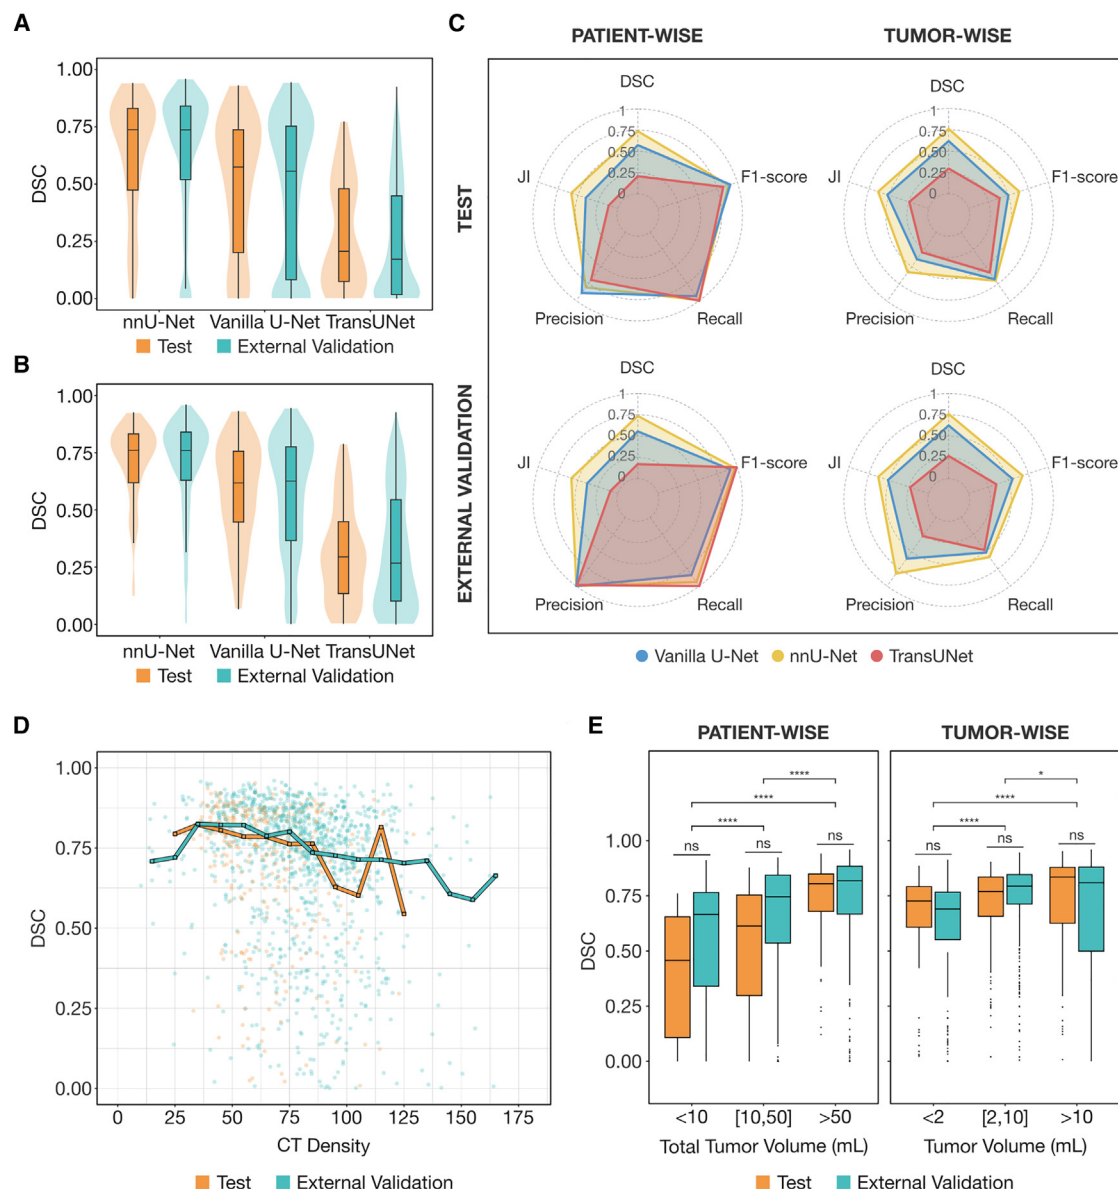 A
1.00
0.75
0.50
0.25
0.00
DSC
nnU-Net Vanilla U-Net TransUNet
Test External Validation
B
1.00
0.75
0.50
0.25
0.00
DSC
nnU-Net Vanilla U-Net TransUNet
Test External Validation
C
PATIENT-WISE TUMOR-WISE
TEST
DSC
1
0.75
0.50
0.25
0
JI
F1-score
Precision
Recall
DSC
1
0.75
0.50
0.25
0
JI
F1-score
Precision
Recall
EXTERNAL VALIDATION
DSC
1
0.75
0.50
0.25
0
JI
F1-score
Precision
Recall
DSC
1
0.75
0.50
0.25
0
JI
F1-score
Precision
Recall
Vanilla U-Net nnU-Net TransUNet
D
1.00
0.75
0.50
0.25
0.00
DSC
0 25 50 75 100 125 150 175
CT Density
Test External Validation
E
PATIENT-WISE TUMOR-WISE
****
****
****
ns ns ns
*
****
****
ns ns ns
1.00
0.75
0.50
0.25
0.00
DSC
<10 [10,50] >50
Total Tumor Volume (mL)
<2 [2,10] >10
Tumor Volume (mL)
Test External Validation